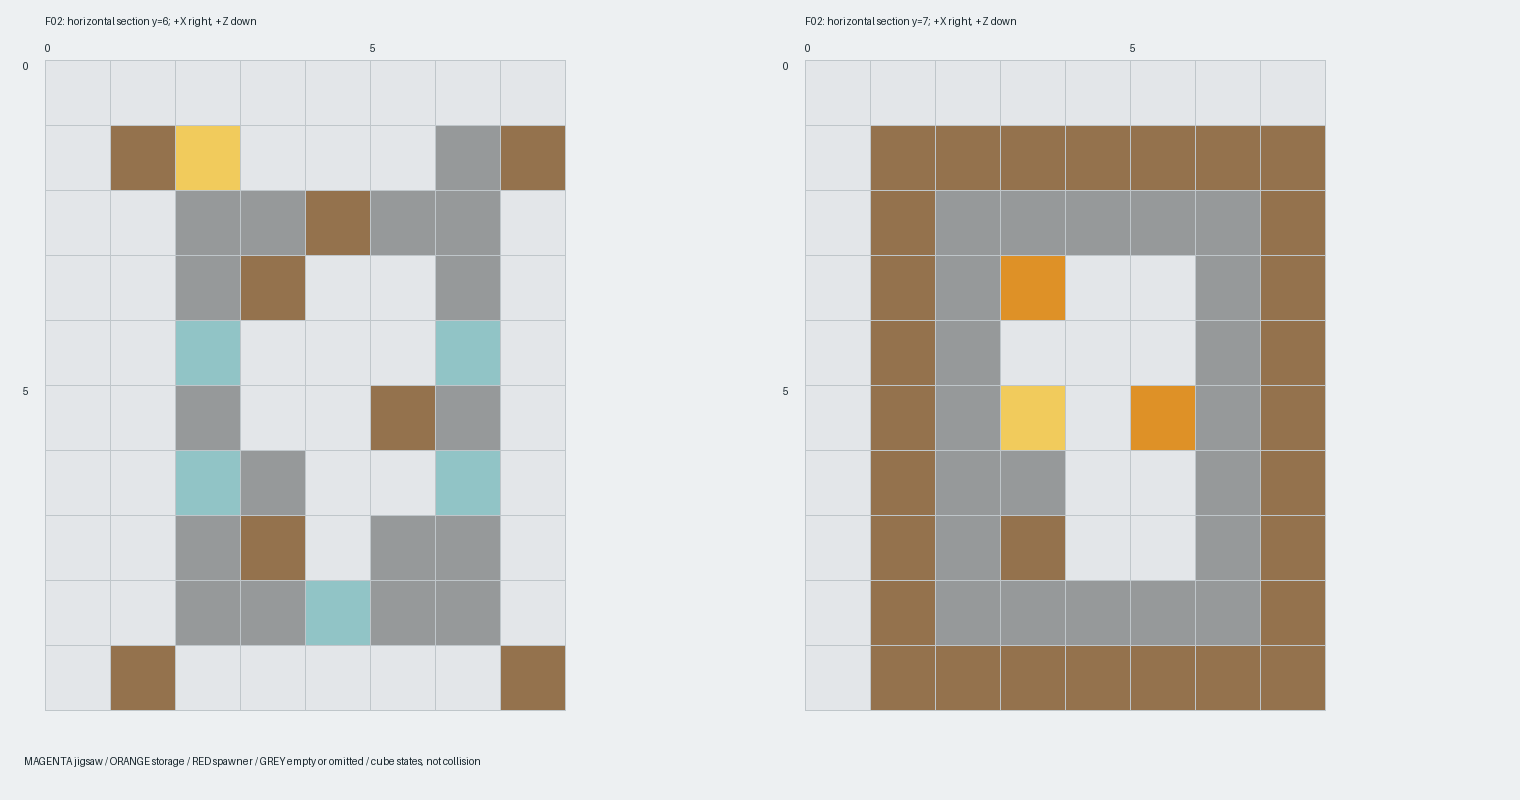 F02: horizontal section y=6; +X right, +Z down
F02: horizontal section y=7; +X right, +Z down
0 5
0 5
0
0
5
5
MAGENTA jigsaw / ORANGE storage / RED spawner / GREY empty or omitted / cube states, not collision